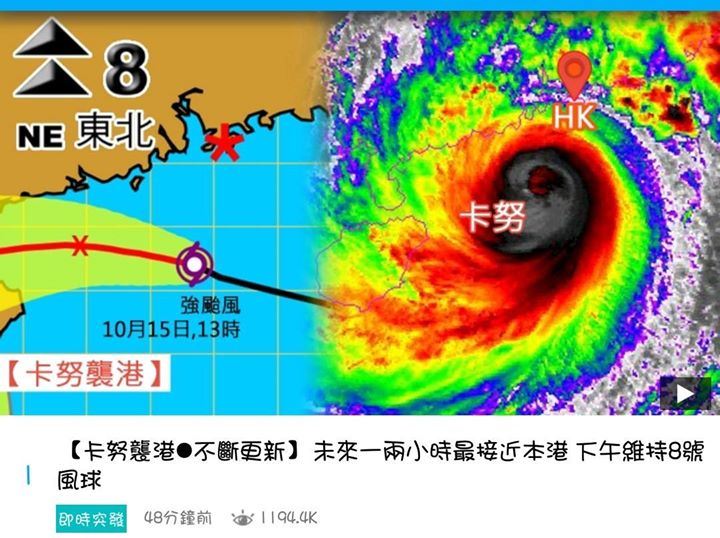 8
NE 東北
HK
卡努
強颱風
10月15日,13時
【卡努襲港】
【卡努襲港●不斷更新】 未來一兩小時最接近本港 下午維持8號
1
風球
即時突發 48分鐘前 1194.4K